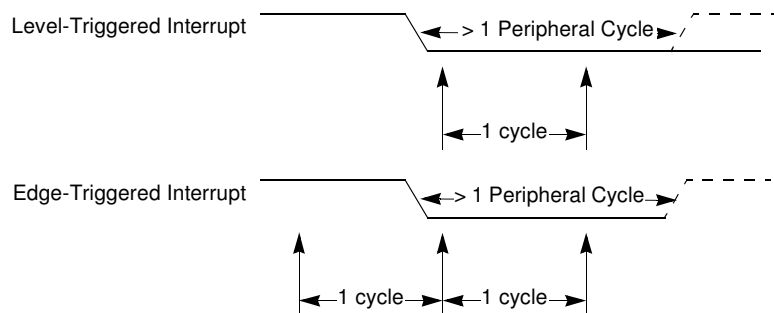 Level-Triggered Interrupt
> 1 Peripheral Cycle
1 cycle
Edge-Triggered Interrupt
> 1 Peripheral Cycle
1 cycle
1 cycle